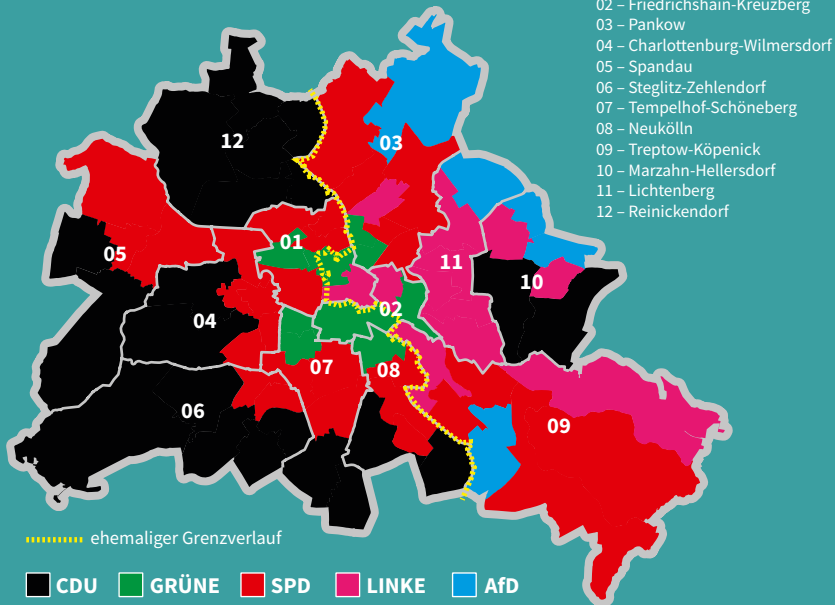 02 – Friedrichshain-Kreuzberg
03 – Pankow
04 – Charlottenburg-Wilmersdorf
05 – Spandau
06 – Steglitz-Zehlendorf
07 – Tempelhof-Schöneberg
08 – Neukölln
09 – Treptow-Köpenick
10 – Marzahn-Hellersdorf
11 – Lichtenberg
12 – Reinickendorf
12
03
01
05
11
10
02
04
07
08
06
09
ehemaliger Grenzverlauf
CDU GRÜNE SPD LINKE AfD